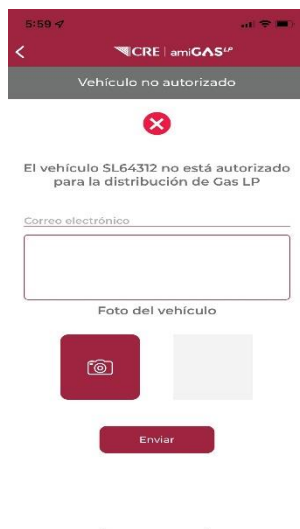 5:59
CRE | amiGAS LP
Vehículo no autorizado
El vehículo SL64312 no está autorizado
para la distribución de Gas LP
Correo electrónico
Foto del vehículo
Enviar